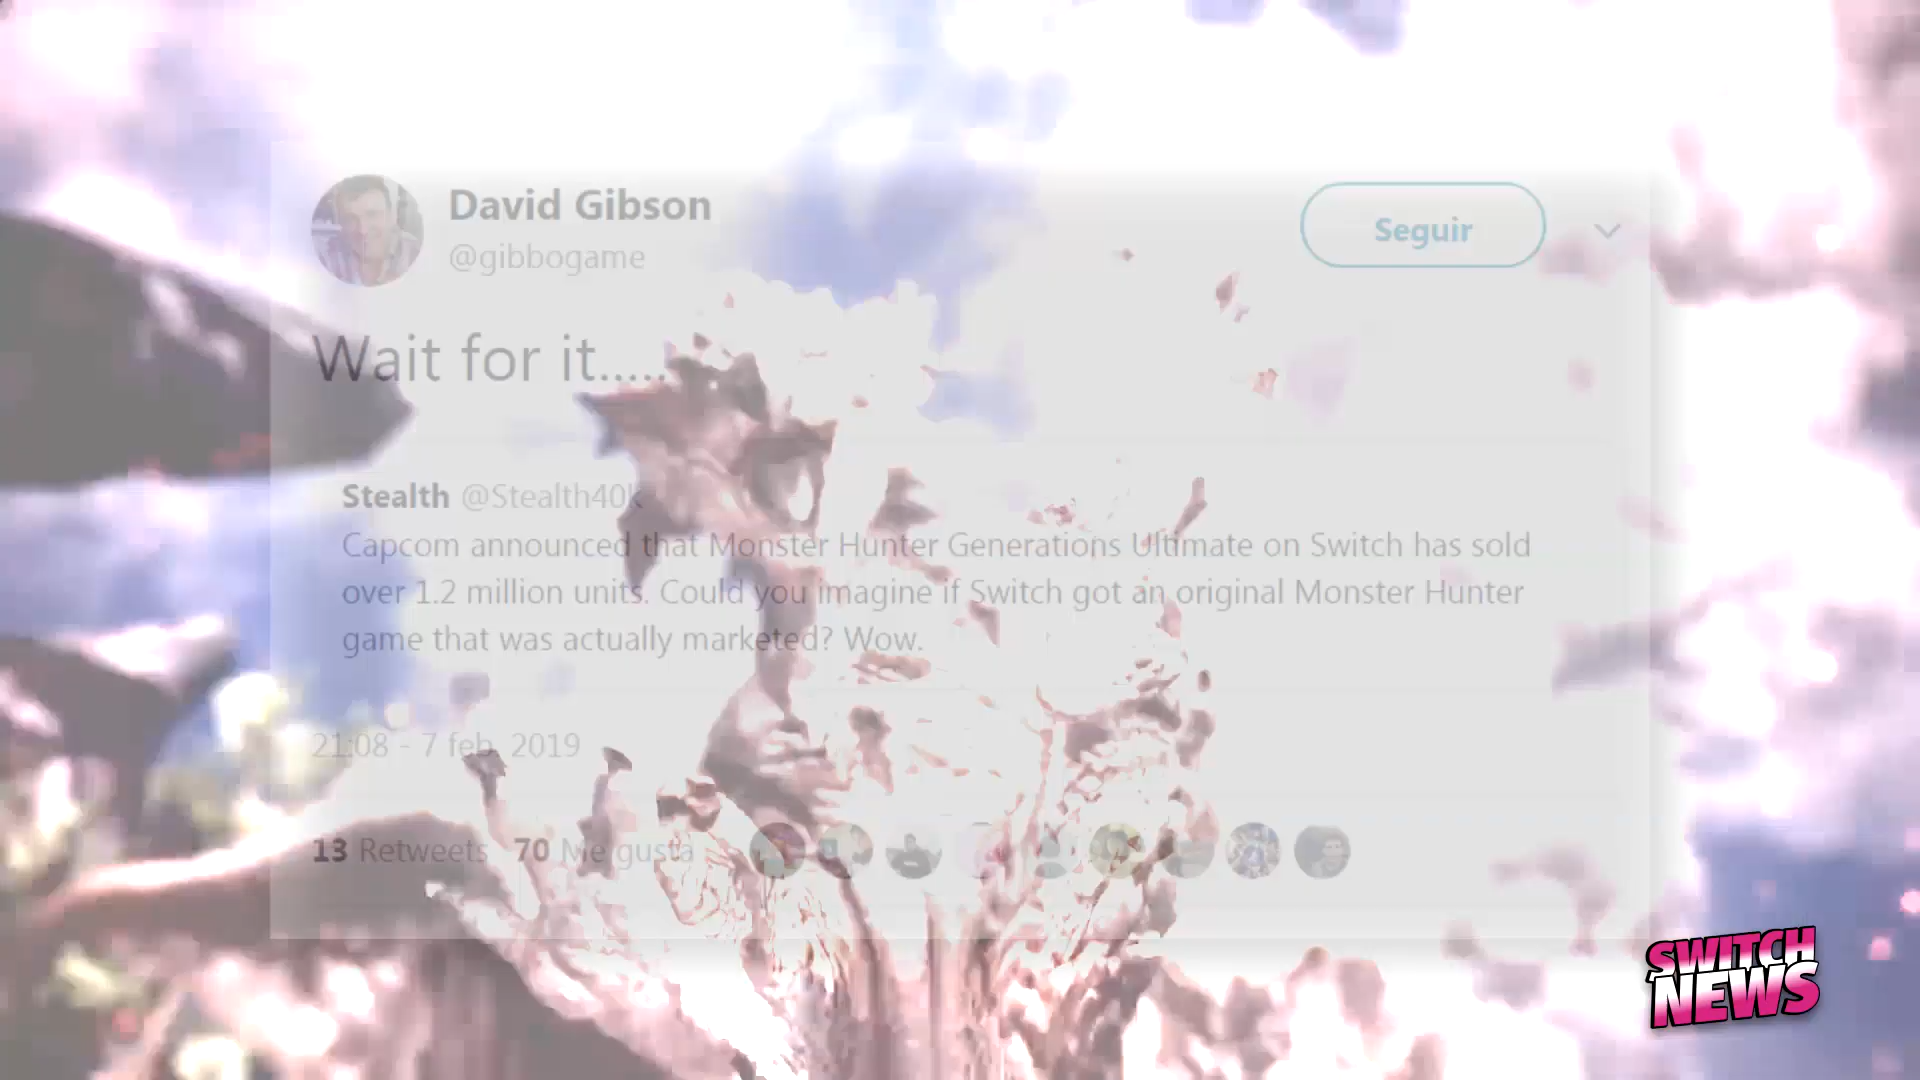 David Gibson
@gibbogame
Seguir
Wait for it.....
Stealth @Stealth40k
Capcom announced that Monster Hunter Generations Ultimate on Switch has sold
over 1.2 million units. Could you imagine if Switch got an original Monster Hunter
game that was actually marketed? Wow.
21:08 - 7 feb. 2019
13 Retweets 70 Me gusta
SWITCH
NEWS